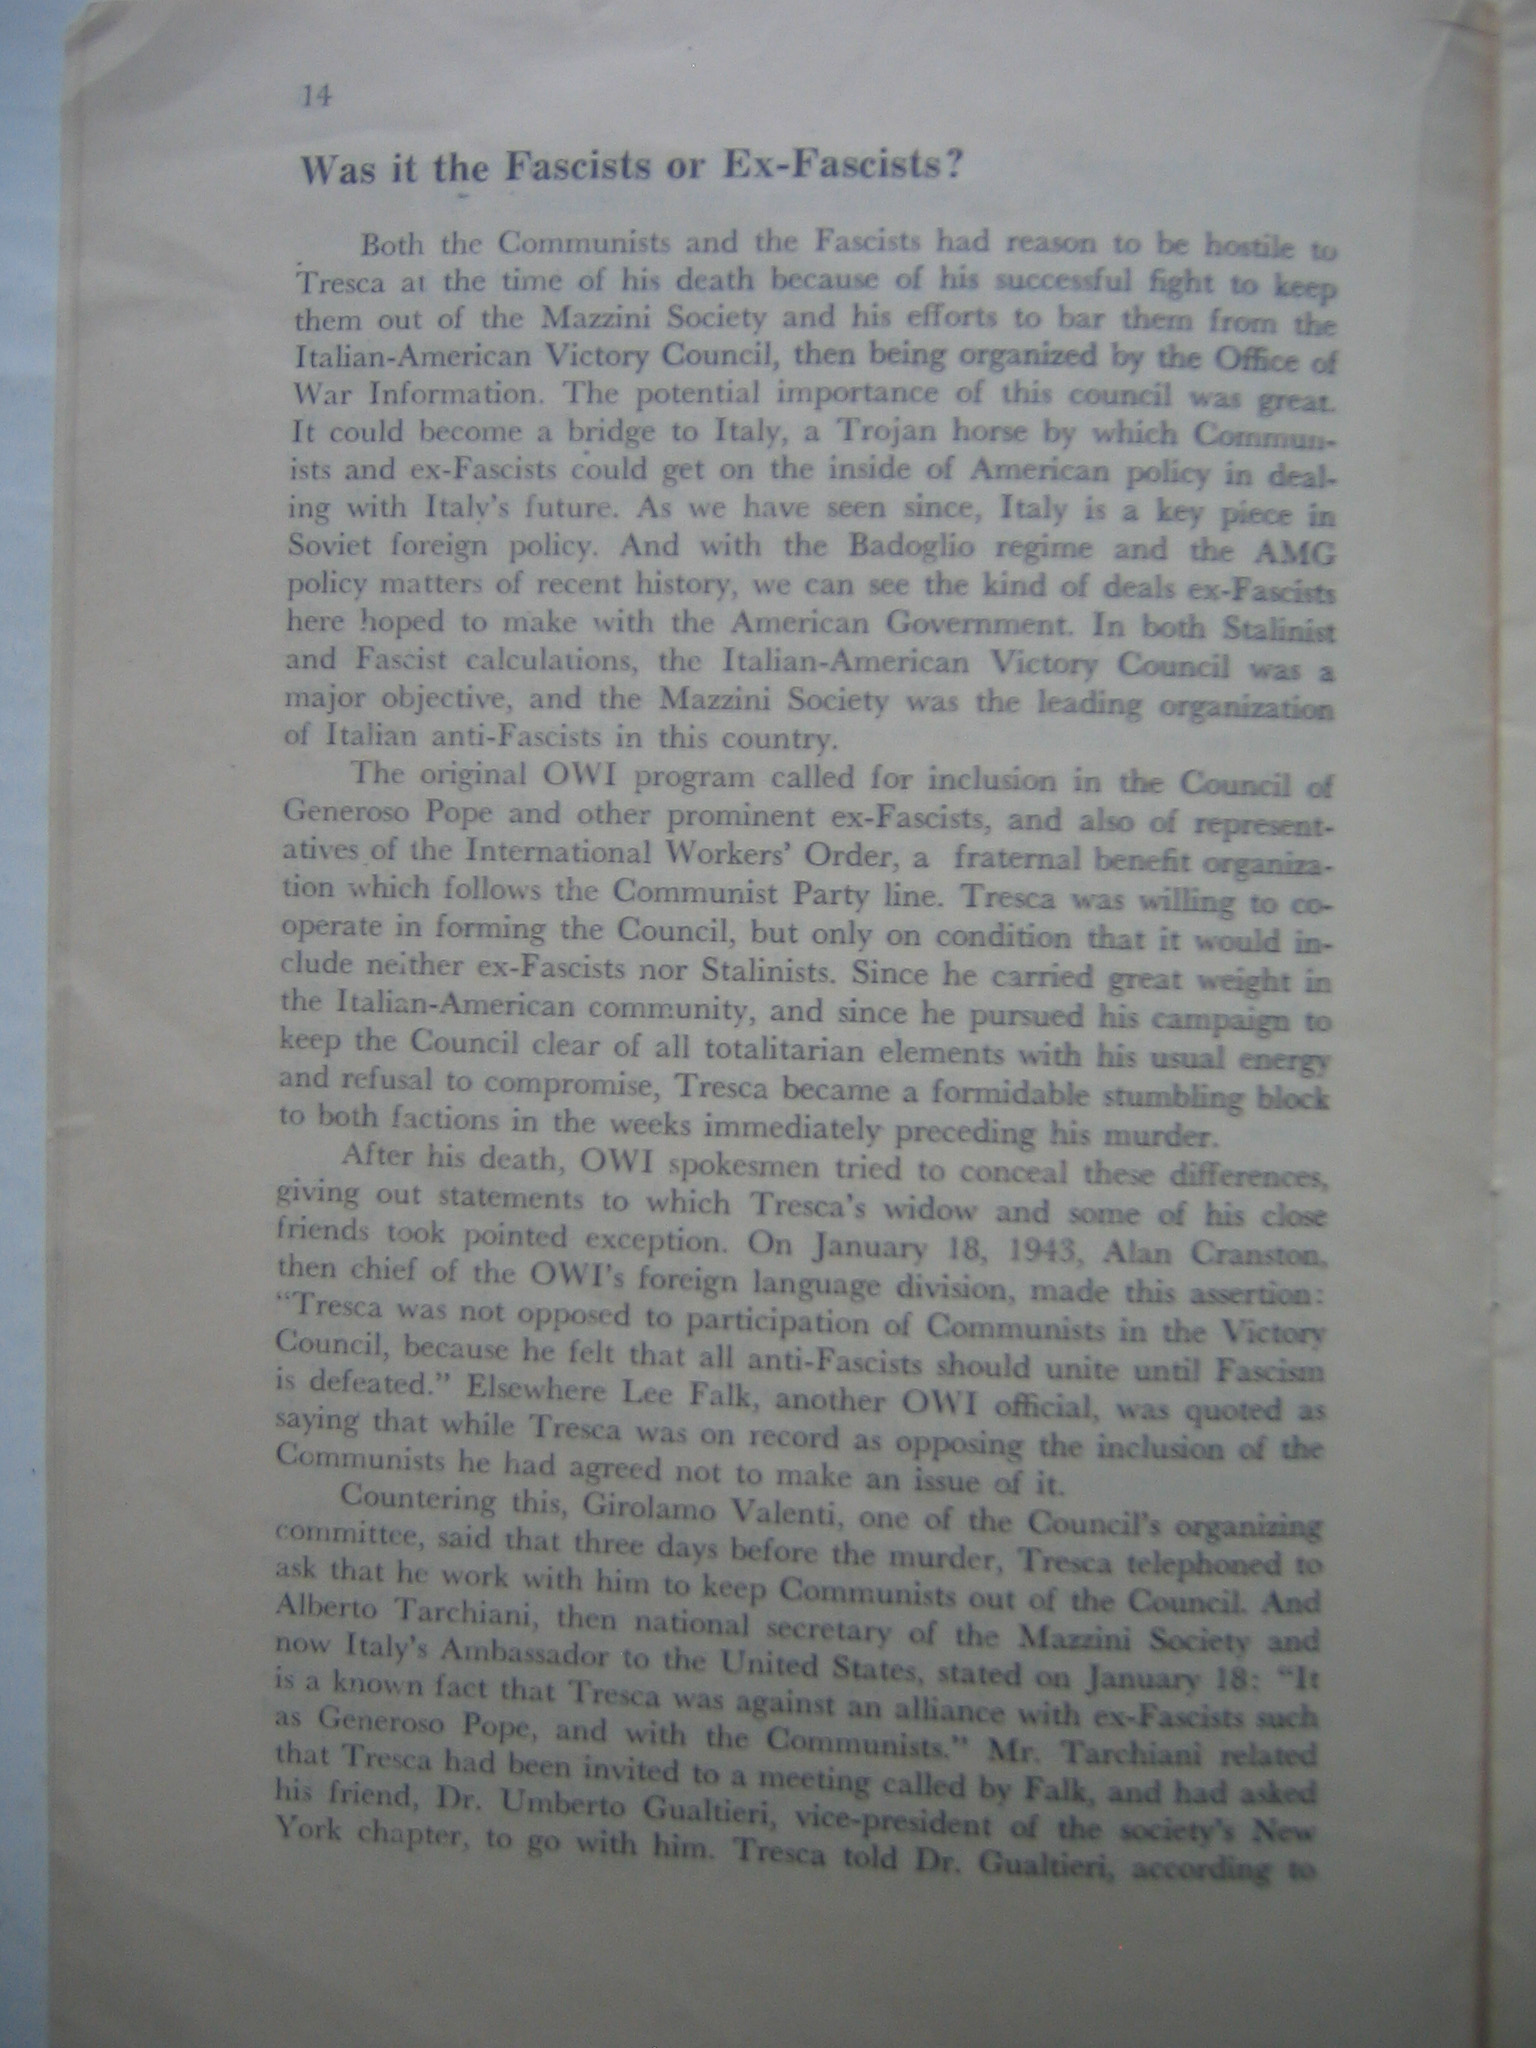 14
Was it the Fascists or Ex-Fascists?
Both the Communists and the Fascists had reason to be hostile to
Tresca at the time of his death because of his successful fight to keep
them out of the Mazzini Society and his efforts to bar them from the
Italian-American Victory Council, then being organized by the Office of
War Information. The potential importance of this council was great.
It could become a bridge to Italy, a Trojan horse by which Commun-
ists and ex-Fascists could get on the inside of American policy in deal-
ing with Italy's future. As we have seen since, Italy is a key piece in
Soviet foreign policy. And with the Badoglio regime and the AMG
policy matters of recent history, we can see the kind of deals ex-Fascists
here hoped to make with the American Government. In both Stalinist
and Fascist calculations, the Italian-American Victory Council was a
major objective, and the Mazzini Society was the leading organization
of Italian anti-Fascists in this country.
The original OWI program called for inclusion in the Council of
Generoso Pope and other prominent ex-Fascists, and also of represent-
atives of the International Workers' Order, a fraternal benefit organiza-
tion which follows the Communist Party line. Tresca was willing to co-
operate in forming the Council, but only on condition that it would in-
clude neither ex-Fascists nor Stalinists. Since he carried great weight in
the Italian-American community, and since he pursued his campaign to
keep the Council clear of all totalitarian elements with his usual energy
and refusal to compromise, Tresca became a formidable stumbling block
to both factions in the weeks immediately preceding his murder.
After his death, OWI spokesmen tried to conceal these differences,
giving out statements to which Tresca's widow and some of his close
friends took pointed exception. On January 18, 1943, Alan Cranston,
then chief of the OWI's foreign language division, made this assertion:
"Tresca was not opposed to participation of Communists in the Victory
Council, because he felt that all anti-Fascists should unite until Fascism
is defeated." Elsewhere Lee Falk, another OWI official, was quoted as
saying that while Tresca was on record as opposing the inclusion of the
Communists he had agreed not to make an issue of it.
Countering this, Girolamo Valenti, one of the Council's organizing
committee, said that three days before the murder, Tresca telephoned to
ask that he work with him to keep Communists out of the Council. And
Alberto Tarchiani, then national secretary of the Mazzini Society and
now Italy's Ambassador to the United States, stated on January 18: "It
is a known fact that Tresca was against an alliance with ex-Fascists such
as Generoso Pope, and with the Communists." Mr. Tarchiani related
that Tresca had been invited to a meeting called by Falk, and had asked
his friend, Dr. Umberto Gualtieri, vice-president of the society's New
York chapter, to go with him. Tresca told Dr. Gualtieri, according to